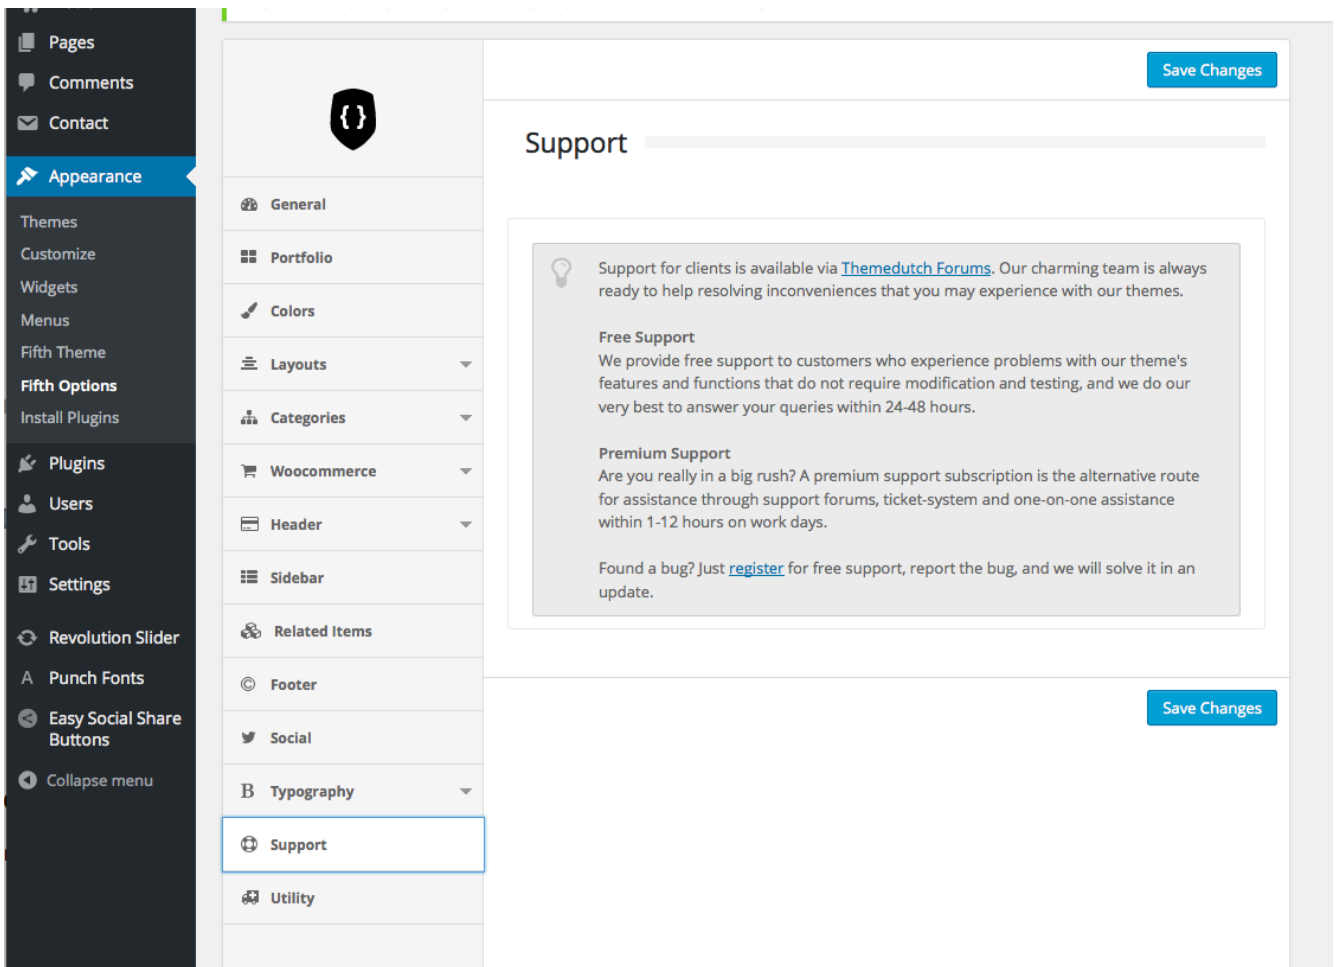 Pages
Comments
Contact
Appearance
Themes
Customize
Widgets
Menus
Fifth Theme
Fifth Options
Install Plugins
Plugins
Users
Tools
Settings
Revolution Slider
A Punch Fonts
Easy Social Share
Buttons
Collapse menu
{ }
General
Portfolio
Colors
Layouts
Categories
Woocommerce
Header
Sidebar
Related Items
© Footer
Social
B Typography
Support
Utility
Save Changes
Support
Support for clients is available via Themedutch Forums. Our charming team is always
ready to help resolving inconveniences that you may experience with our themes.
Free Support
We provide free support to customers who experience problems with our theme's
features and functions that do not require modification and testing, and we do our
very best to answer your queries within 24-48 hours.
Premium Support
Are you really in a big rush? A premium support subscription is the alternative route
for assistance through support forums, ticket-system and one-on-one assistance
within 1-12 hours on work days.
Found a bug? Just register for free support, report the bug, and we will solve it in an
update.
Save Changes